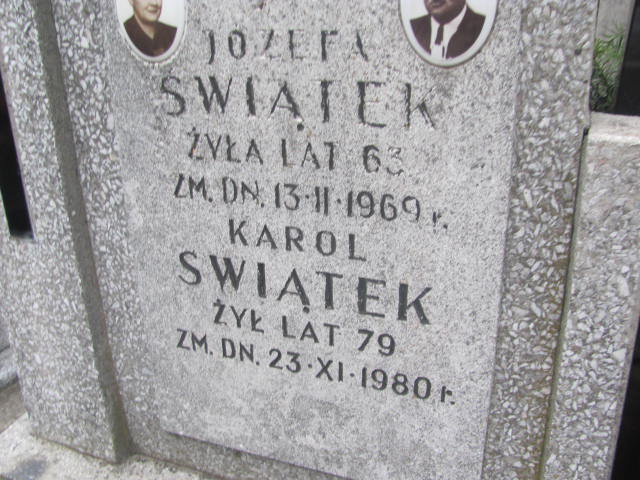 JÓZEFA
ŚWIĄTEK
ŻYŁA LAT 63
ZM. DN. 13·II·1969 r.
KAROL
ŚWIĄTEK
ŻYŁ LAT 79
ZM. DN. 23·XI·1980 r.